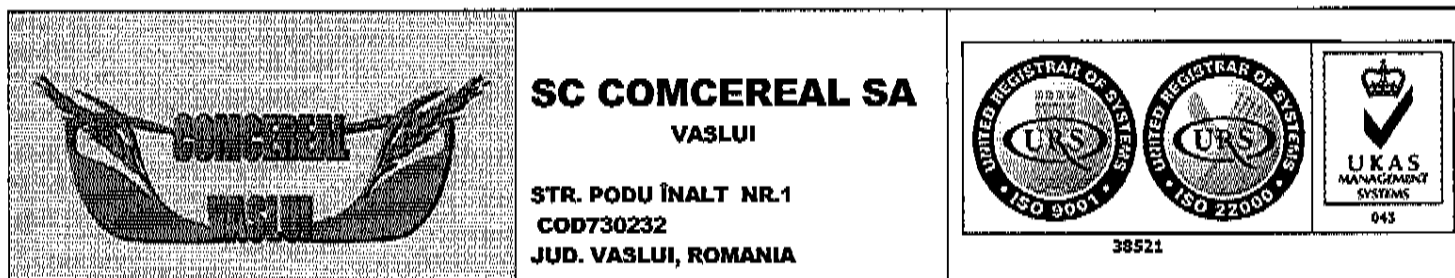 COMCEREAL
VASLUI
SC COMCEREAL SA
VASLUI
STR. PODU ÎNALT NR.1
COD730232
JUD. VASLUI, ROMANIA
UNITED REGISTRAR OF SYSTEMS
URS
ISO 9001
UNITED REGISTRAR OF SYSTEMS
URS
ISO 22000
38521
UKAS
MANAGEMENT
SYSTEMS
043